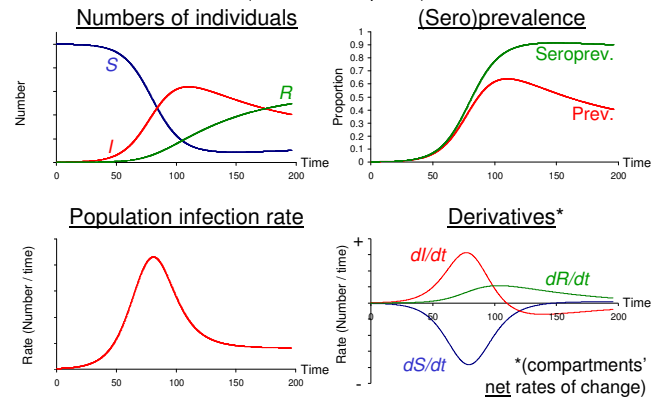 Numbers of individuals
Number
S
I
R
0 50 100 150 200
Time
(Sero)prevalence
Proportion
1
0.9
0.8
0.7
0.6
0.5
0.4
0.3
0.2
0.1
0
Seroprev.
Prev.
0 50 100 150 200
Time
Population infection rate
Rate (Number / time)
0 50 100 150 200
Time
Derivatives*
Rate (Number / time)
+
-
dI/dt
dR/dt
dS/dt
0 50 100 150 200
Time
*(compartments'
net rates of change)